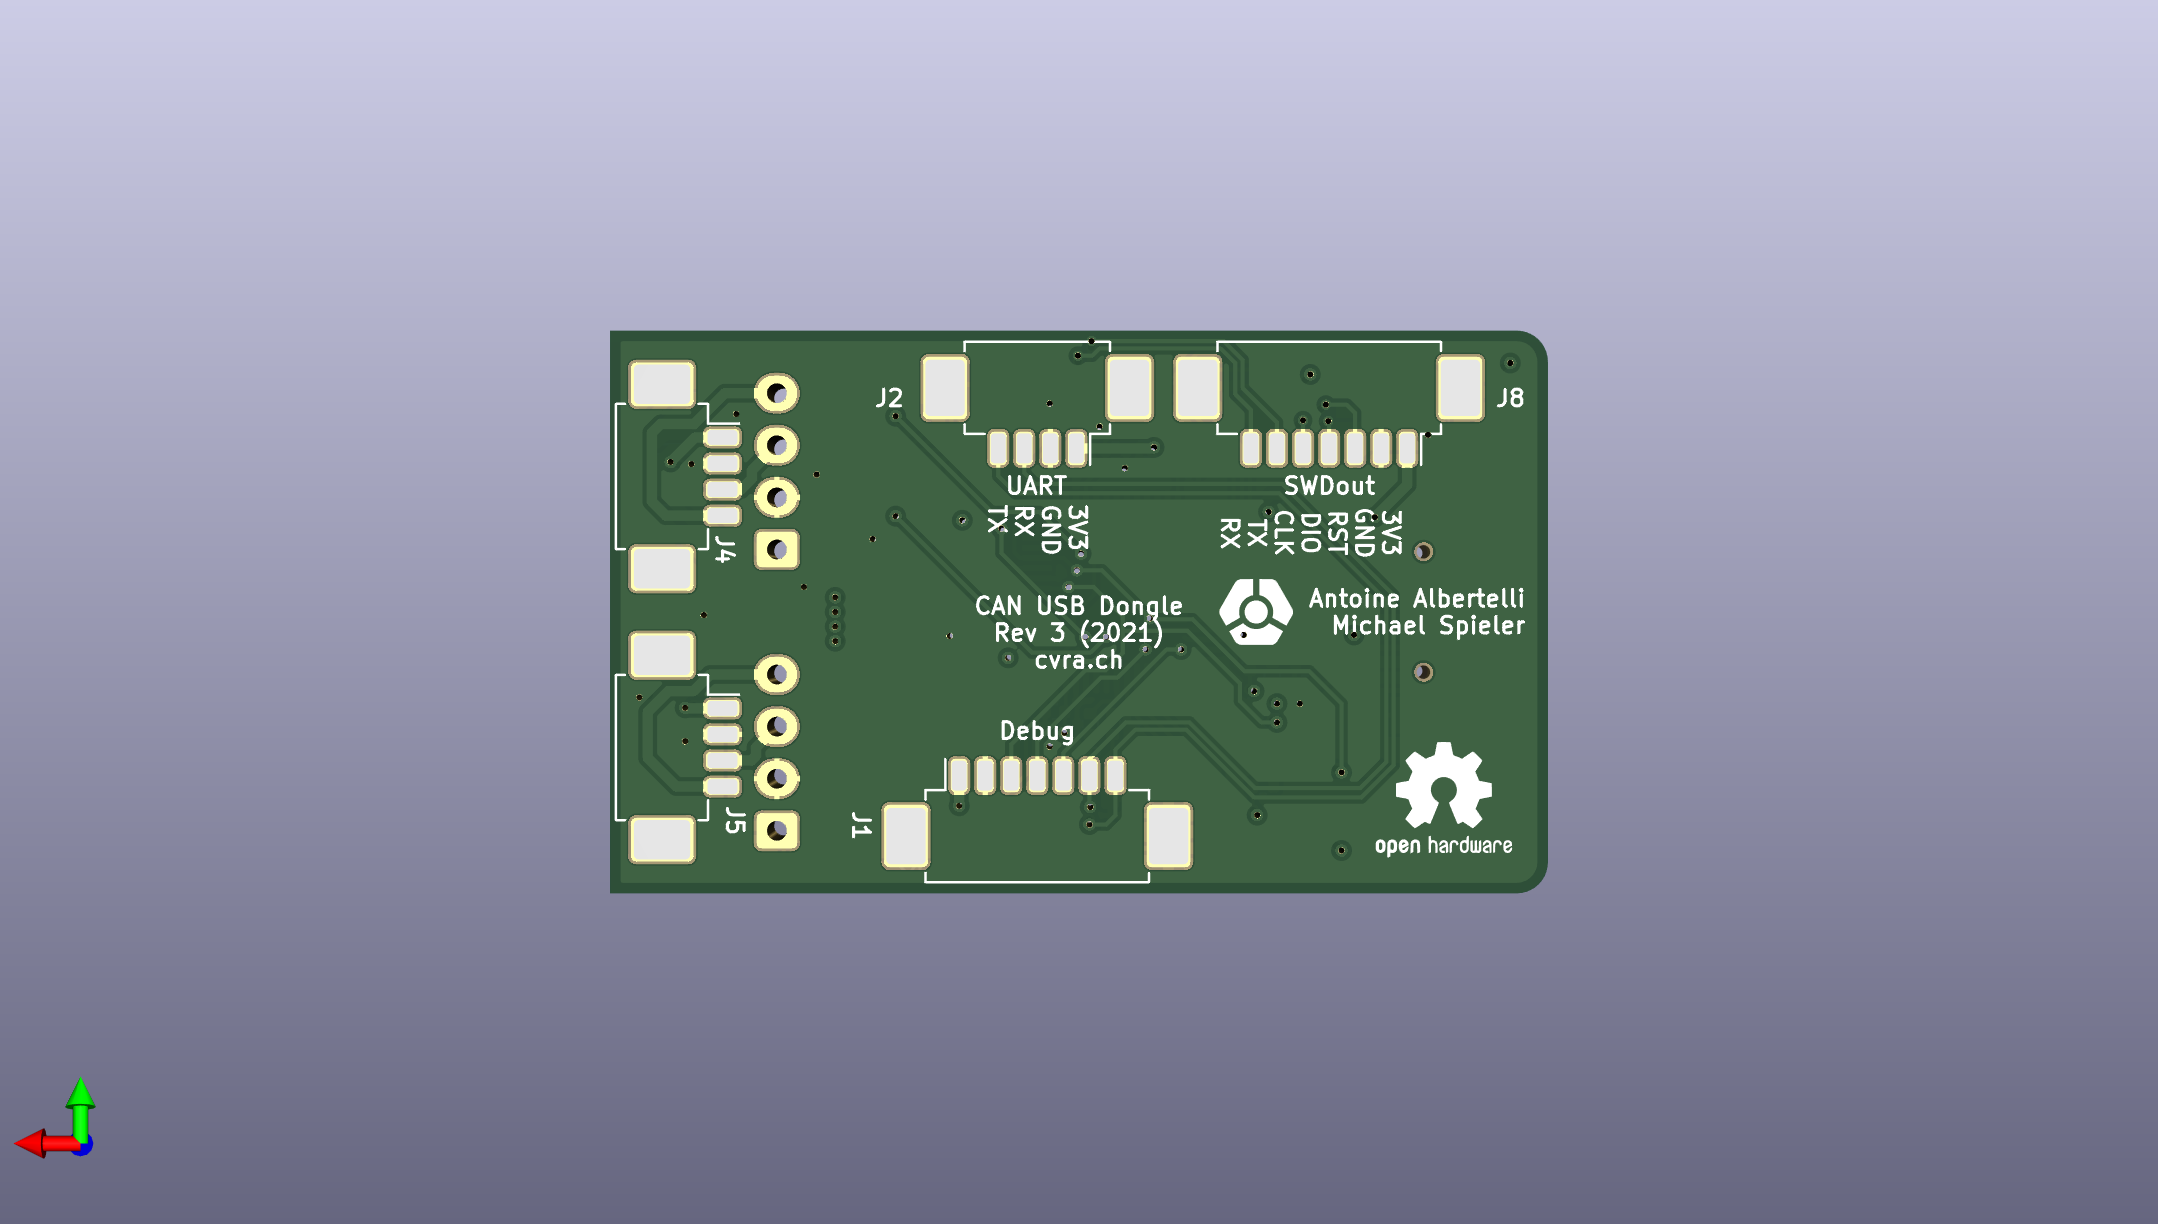 J2
J8
UART
SWDout
TX
RX
GND
3V3
RX
TX
CLK
DIO
RST
GND
3V3
J4
CAN USB Dongle
Rev 3 (2021)
cvra.ch
Antoine Albertelli
Michael Spieler
Debug
J5
J1
open hardware